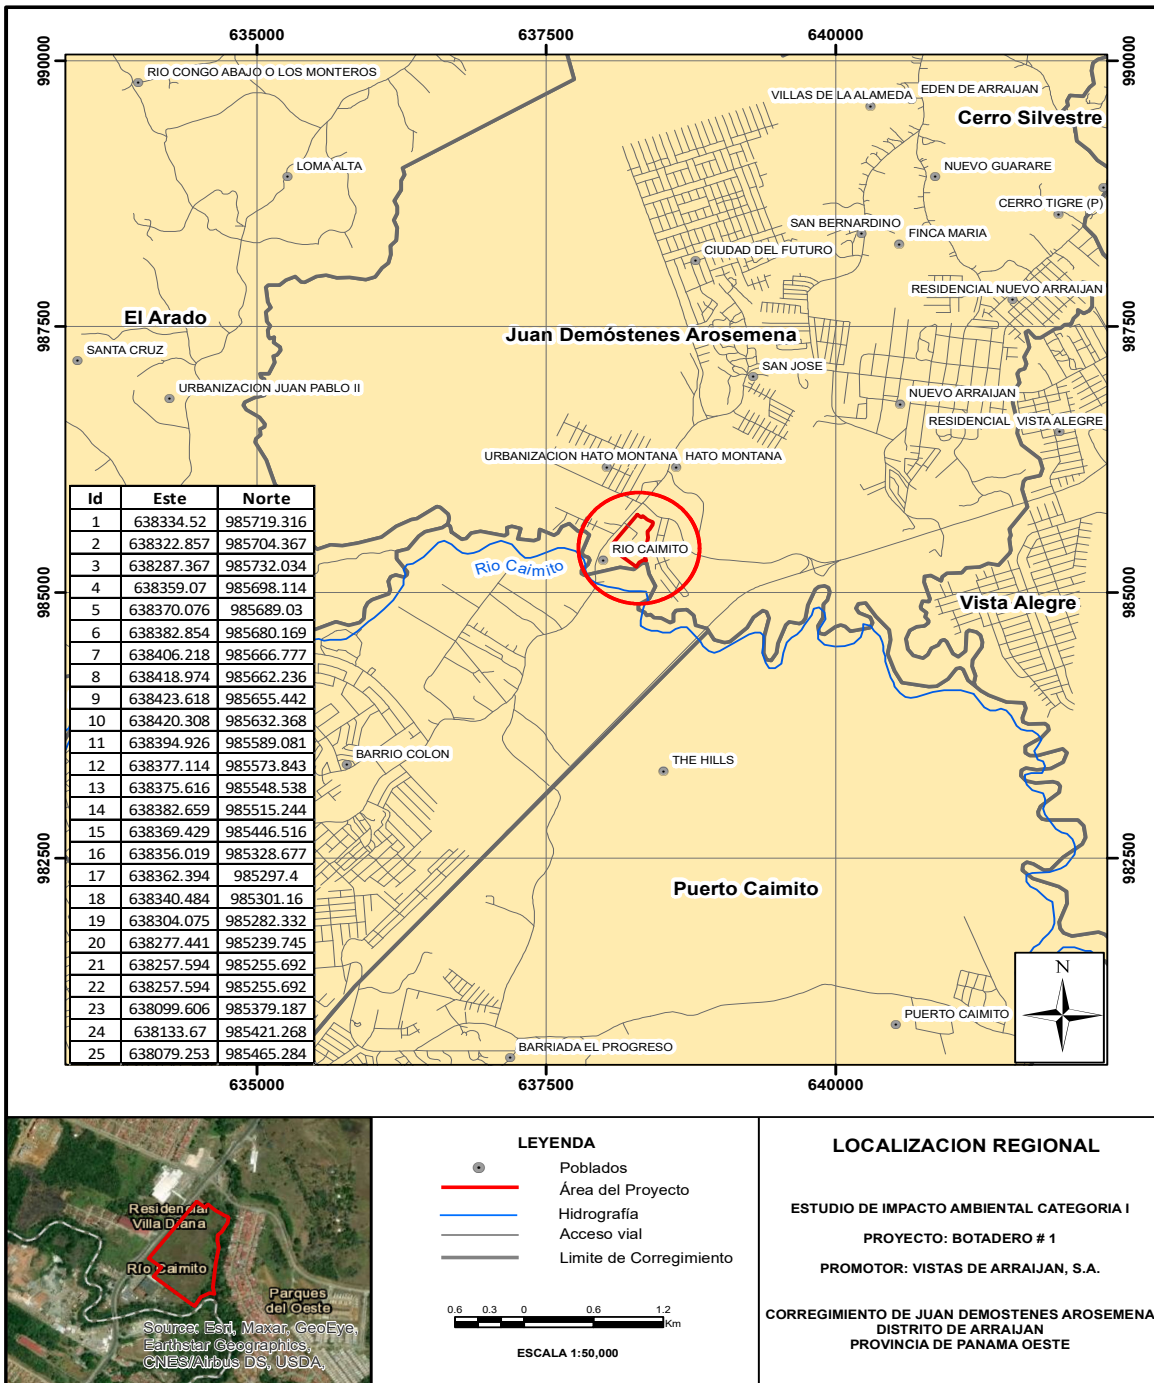 635000 637500 640000
990000 990000
RIO CONGO ABAJO O LOS MONTEROS
VILLAS DE LA ALAMEDA
EDEN DE ARRAIJAN
Cerro Silvestre
LOMA ALTA
NUEVO GUARARE
CERRO TIGRE (P)
SAN BERNARDINO
FINCA MARIA
CIUDAD DEL FUTURO
RESIDENCIAL NUEVO ARRAIJAN
El Arado
987500 987500
Juan Demóstenes Arosemena
SANTA CRUZ
SAN JOSE
URBANIZACION JUAN PABLO II
NUEVO ARRAIJAN
RESIDENCIAL VISTA ALEGRE
URBANIZACION HATO MONTANA
HATO MONTANA
RIO CAIMITO
Rio Caimito
985000 985000
Vista Alegre
BARRIO COLON
THE HILLS
982500 982500
Puerto Caimito
PUERTO CAIMITO
BARRIADA EL PROGRESO
N
635000 637500 640000
Id Este Norte
1 638334.52 985719.316
2 638322.857 985704.367
3 638287.367 985732.034
4 638359.07 985698.114
5 638370.076 985689.03
6 638382.854 985680.169
7 638406.218 985666.777
8 638418.974 985662.236
9 638423.618 985655.442
10 638420.308 985632.368
11 638394.926 985589.081
12 638377.114 985573.843
13 638375.616 985548.538
14 638382.659 985515.244
15 638369.429 985446.516
16 638356.019 985328.677
17 638362.394 985297.4
18 638340.484 985301.16
19 638304.075 985282.332
20 638277.441 985239.745
21 638257.594 985255.692
22 638257.594 985255.692
23 638099.606 985379.187
24 638133.67 985421.268
25 638079.253 985465.284
Residencial
Villa Diana
Río Caimito
Parques
del Oeste
Source: Esri, Maxar, GeoEye,
Earthstar Geographics,
CNES/Airbus DS, USDA,
LEYENDA
Poblados
Área del Proyecto
Hidrografía
Acceso vial
Limite de Corregimiento
0.6 0.3 0 0.6 1.2
Km
ESCALA 1:50,000
LOCALIZACION REGIONAL
ESTUDIO DE IMPACTO AMBIENTAL CATEGORIA I
PROYECTO: BOTADERO # 1
PROMOTOR: VISTAS DE ARRAIJAN, S.A.
CORREGIMIENTO DE JUAN DEMOSTENES AROSEMENA
DISTRITO DE ARRAIJAN
PROVINCIA DE PANAMA OESTE